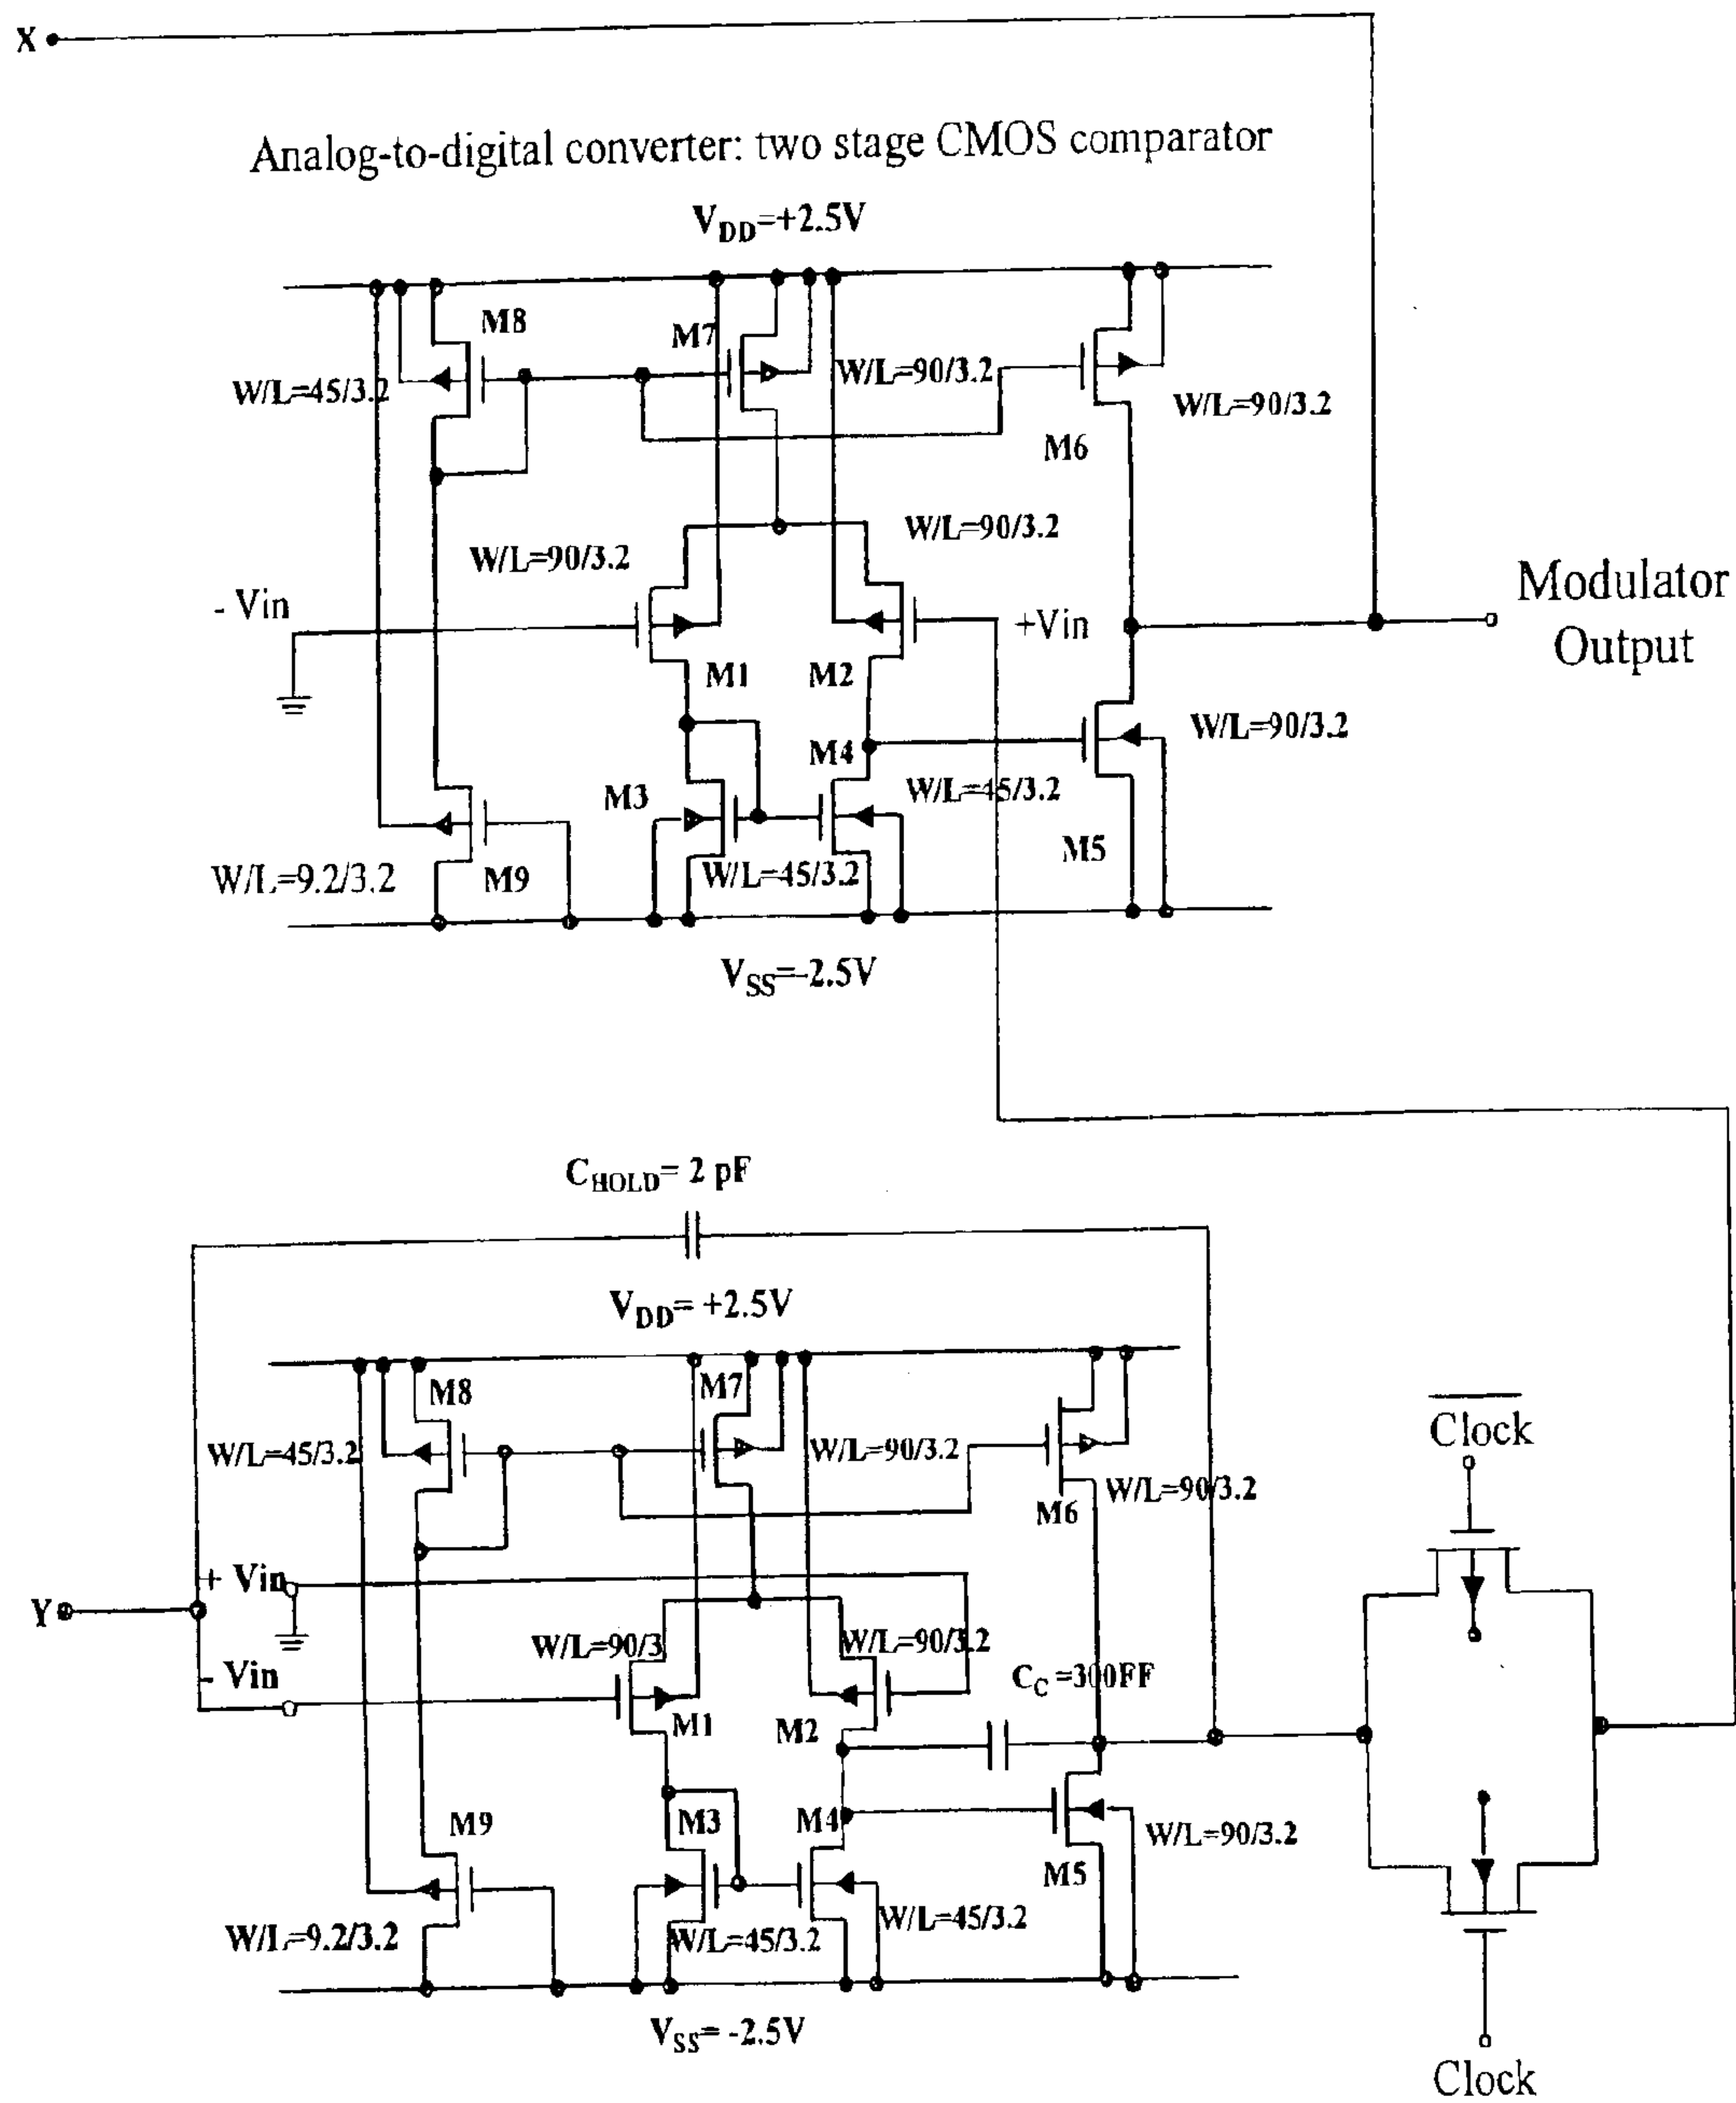 X
Analog-to-digital converter: two stage CMOS comparator
VDD=+2.5V
M8
M7
W/L=45/3.2
W/L=90/3.2
W/L=90/3.2
M6
W/L=90/3.2
W/L=90/3.2
- Vin
+Vin
Modulator
Output
M1
M2
W/L=90/3.2
M4
M3
W/L=45/3.2
M5
W/L=9.2/3.2
M9
W/L=45/3.2
VSS=-2.5V
CHOLD= 2 pF
VDD= +2.5V
M8
M7
Clock
W/L=45/3.2
W/L=90/3.2
W/L=90/3.2
M6
+ Vin
Y
W/L=90/3
W/L=90/3.2
- Vin
CC =300FF
M1
M2
M9
M3
M4
W/L=90/3.2
M5
W/L=9.2/3.2
W/L=45/3.2
W/L=45/3.2
VSS= -2.5V
Clock